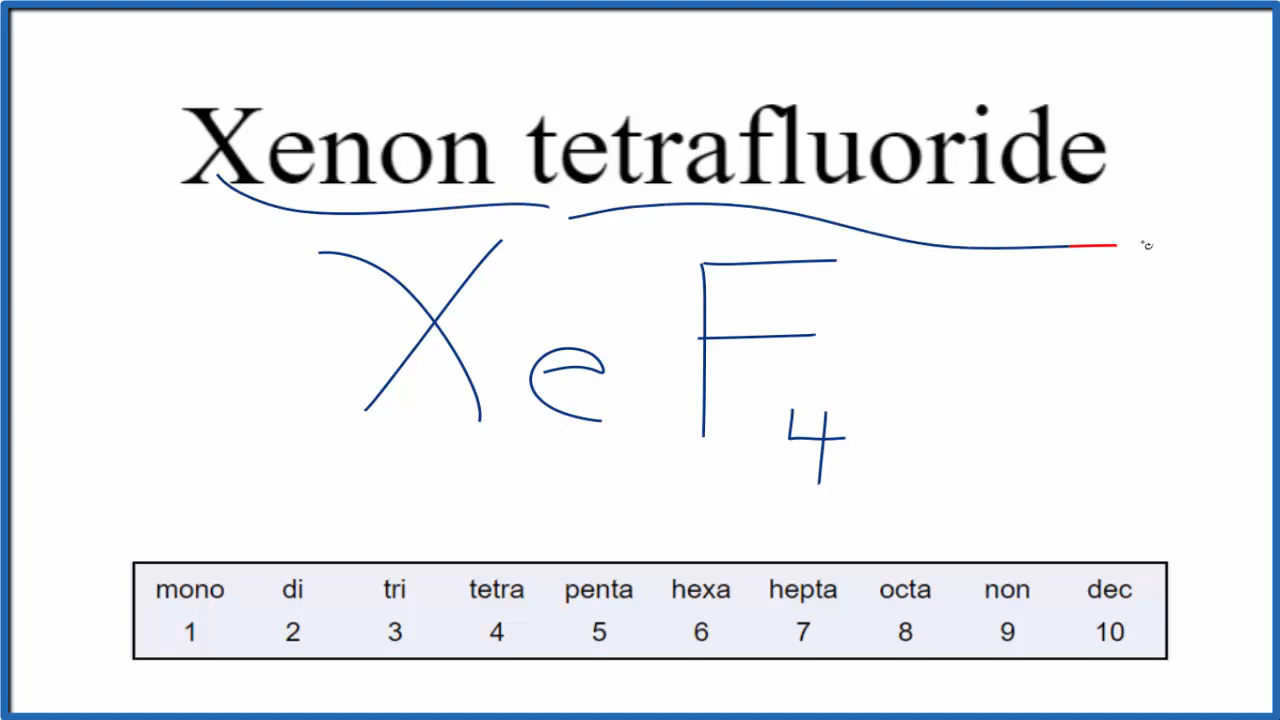 Xenon tetrafluoride
XeF4
mono di tri tetra penta hexa hepta octa non dec
1 2 3 4 5 6 7 8 9 10